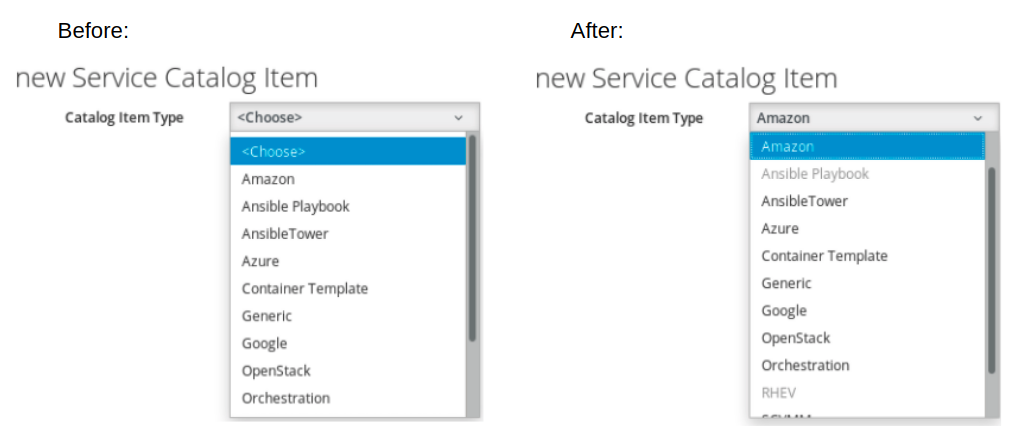 Before:
new Service Catalog Item
Catalog Item Type
<Choose>
<Choose>
Amazon
Ansible Playbook
AnsibleTower
Azure
Container Template
Generic
Google
OpenStack
Orchestration
After:
new Service Catalog Item
Catalog Item Type
Amazon
Amazon
Ansible Playbook
AnsibleTower
Azure
Container Template
Generic
Google
OpenStack
Orchestration
RHEV